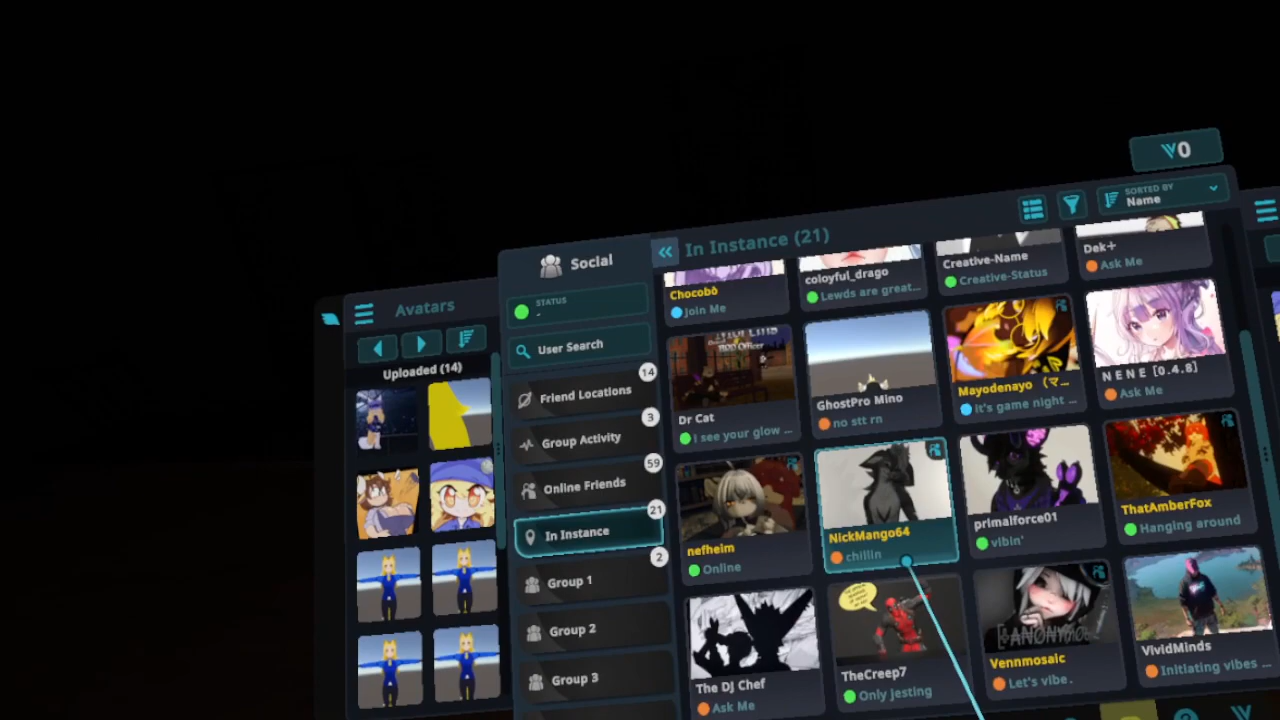 0
SORTED BY
Name
In Instance (21)
Social
STATUS
-
User Search
14
Friend Locations
3
Group Activity
59
Online Friends
21
In Instance
2
Group 1
Group 2
Group 3
Avatars
Uploaded (14)
Chocobò
Join Me
coloyful_drago
Lewds are great...
Creative-Name
Creative-Status
Dek+
Ask Me
Dr Cat
I see your glow ...
GhostPro Mino
no stt rn
Mayodenayo （マ...
It's game night ...
N E N E [0.4.8]
Ask Me
nefheim
Online
NickMango64
chillin
primalforce01
vibin'
ThatAmberFox
Hanging around
The DJ Chef
Ask Me
TheCreep7
Only jesting
ANONYMO
Vennmosaic
Let's vibe.
VividMinds
Initiating vibes ...